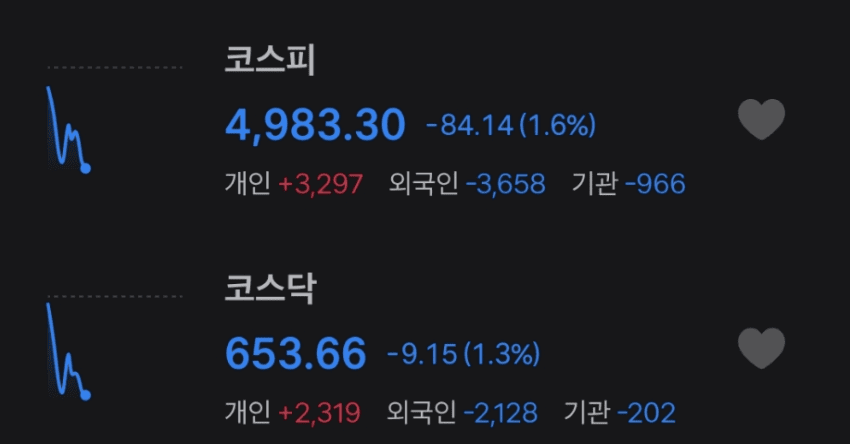 코스피
4,983.30 -84.14 (1.6%)
개인 +3,297 외국인 -3,658 기관 -966
코스닥
653.66 -9.15 (1.3%)
개인 +2,319 외국인 -2,128 기관 -202